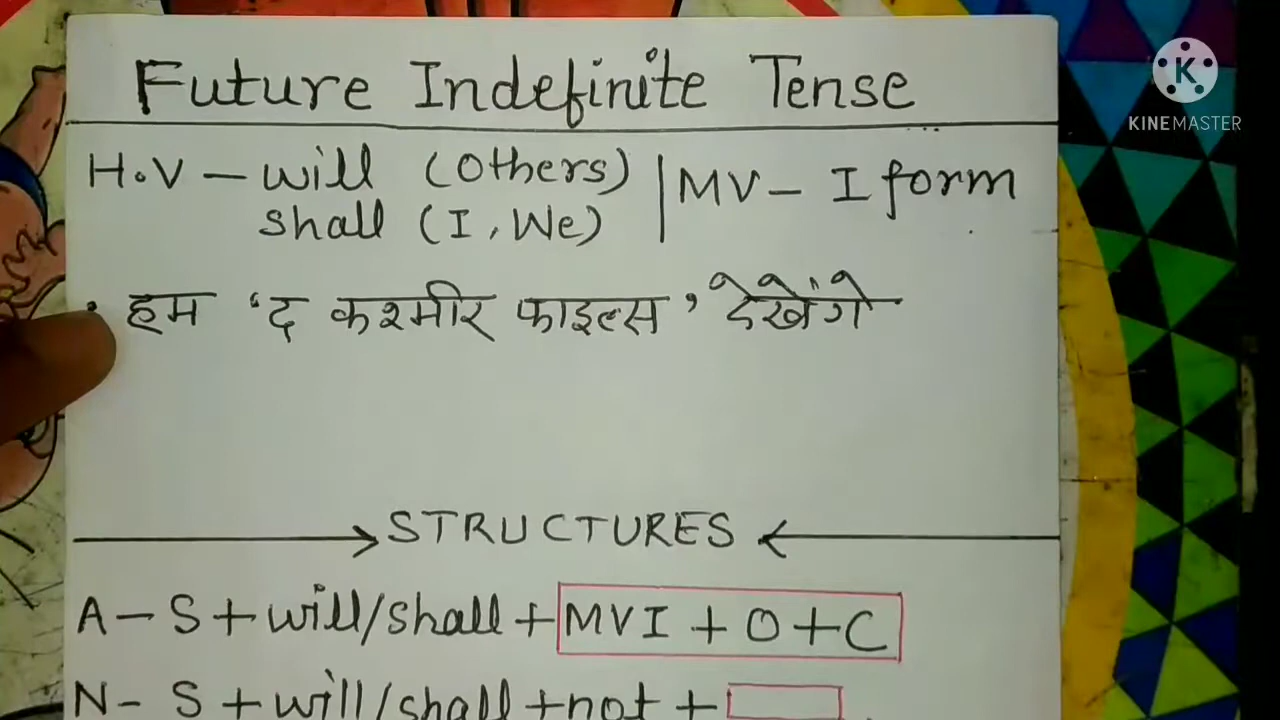 Future Indefinite Tense
H.V – will (Others) | MV – I form
shall (I, We)
• हम 'द कश्मीर फाइल्स' देखेंगे
STRUCTURES
A – S + will/shall + MVI + O + C
N – S + will/shall + not +
KINEMASTER